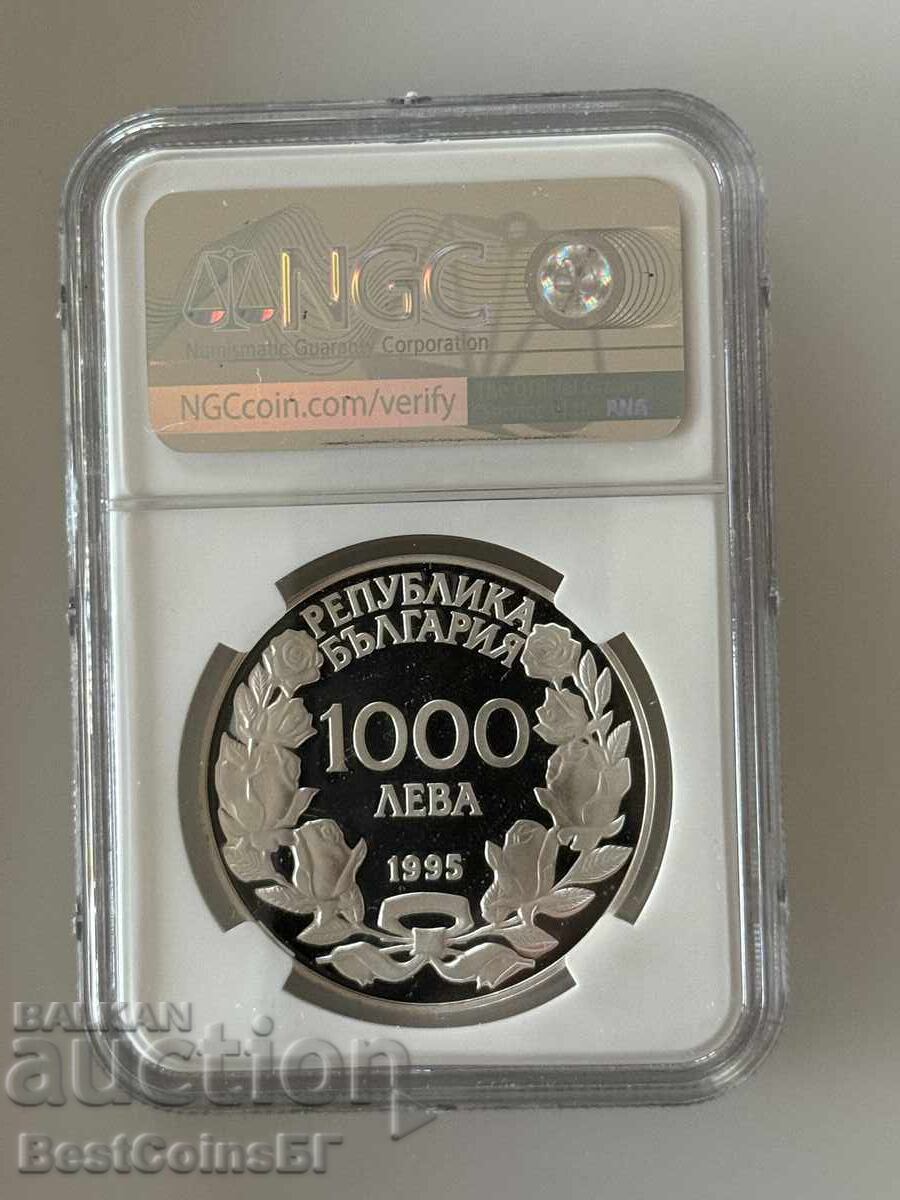 NGC
Numismatic Guaranty Corporation
NGCcoin.com/verify
РЕПУБЛИКА
БЪЛГАРИЯ
1000
ЛЕВА
1995
BALKAN
auction
BestCoinsБГ